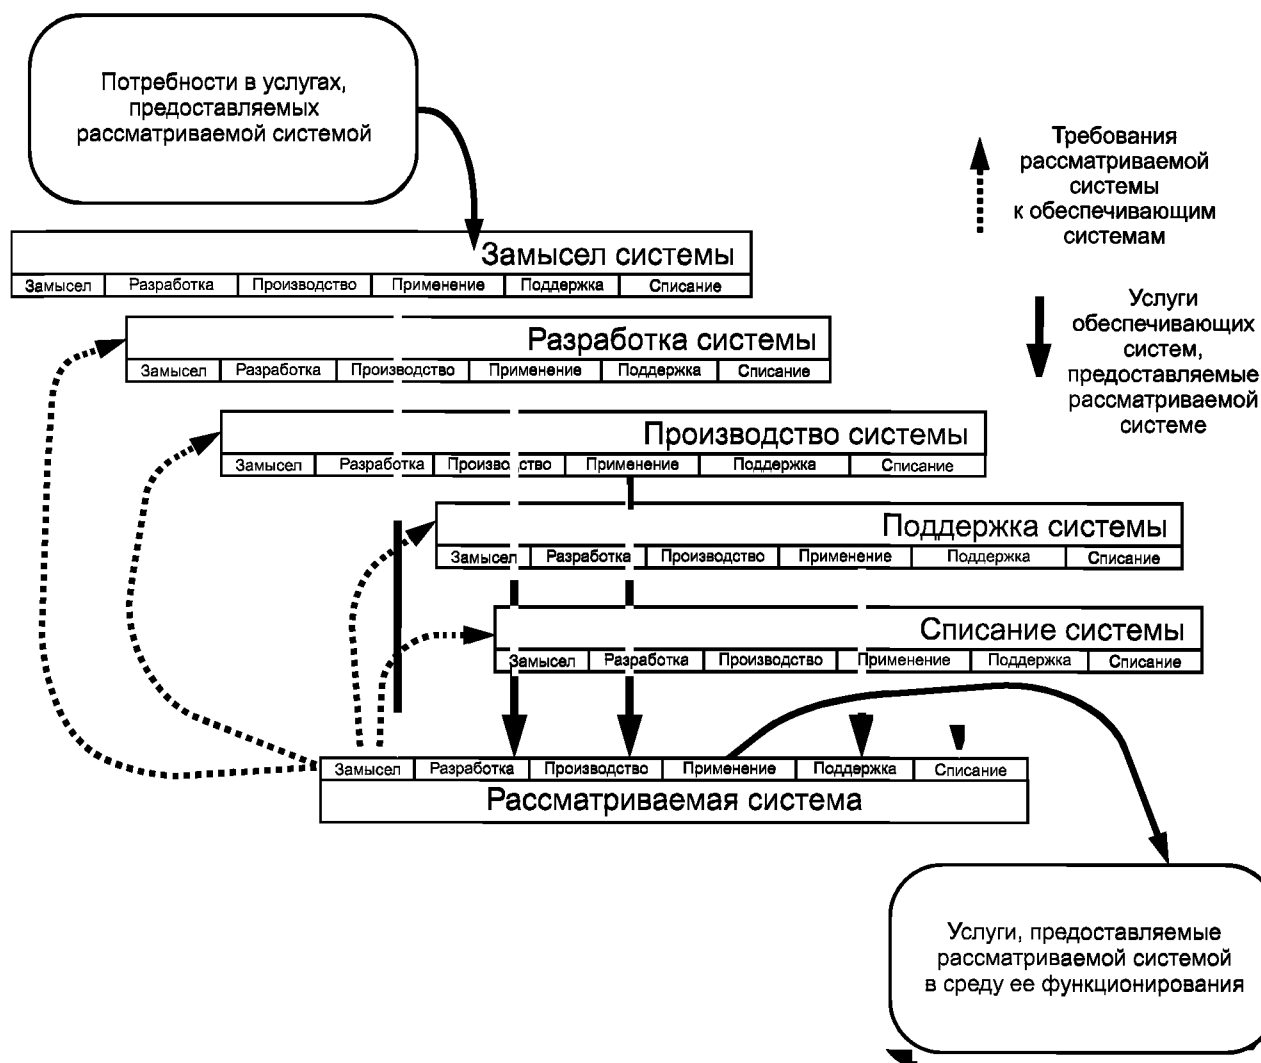 Потребности в услугах,
предоставляемых
рассматриваемой системой
Требования
рассматриваемой
системы
к обеспечивающим
системам
Замысел системы
Замысел Разработка Производство Применение Поддержка Списание
Услуги
обеспечивающих
систем,
предоставляемые
рассматриваемой
системе
Разработка системы
Замысел Разработка Производство Применение Поддержка Списание
Производство системы
Замысел Разработка Производство Применение Поддержка Списание
Поддержка системы
Замысел Разработка Производство Применение Поддержка Списание
Списание системы
Замысел Разработка Производство Применение Поддержка Списание
Замысел Разработка Производство Применение Поддержка Списание
Рассматриваемая система
Услуги, предоставляемые
рассматриваемой системой
в среду ее функционирования